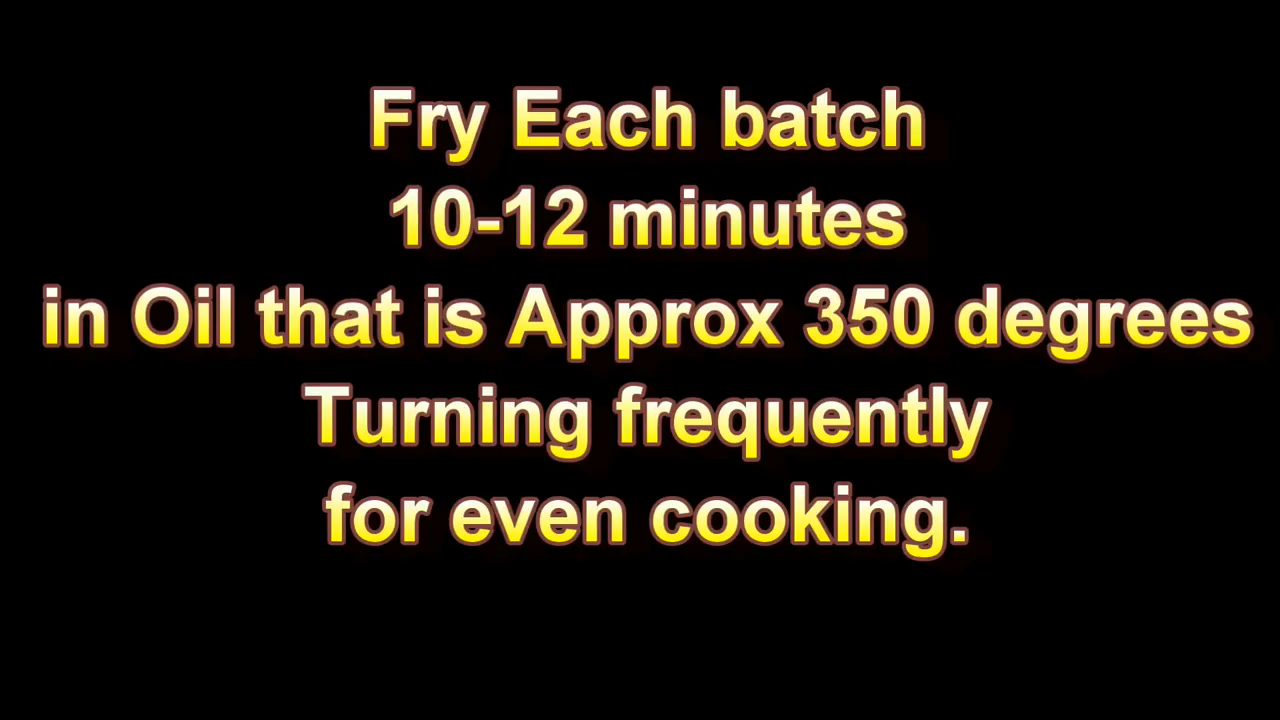 Fry Each batch
10-12 minutes
in Oil that is Approx 350 degrees
Turning frequently
for even cooking.